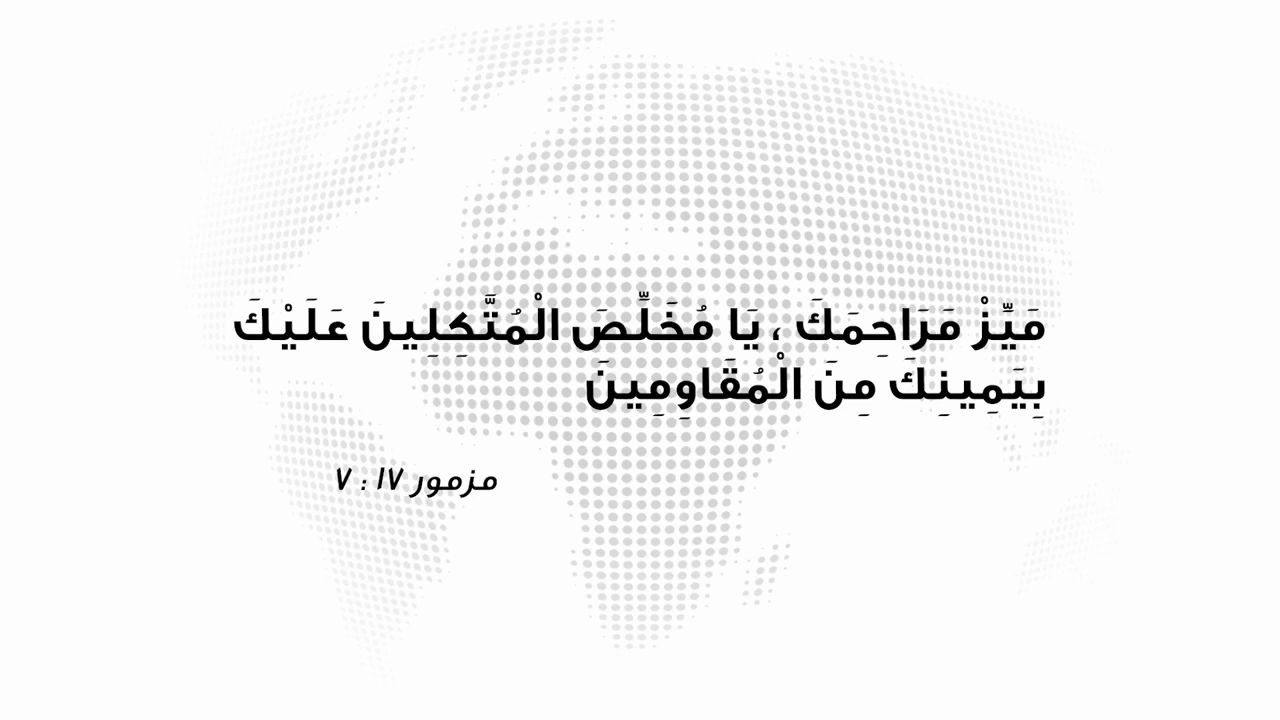 مَيِّزْ مَرَاحِمَكَ ، يَا مُخَلِّصَ الْمُتَّكِلِينَ عَلَيْكَ
بِيَمِينِكَ مِنَ الْمُقَاوِمِينَ
مزمور ١٧ : ٧